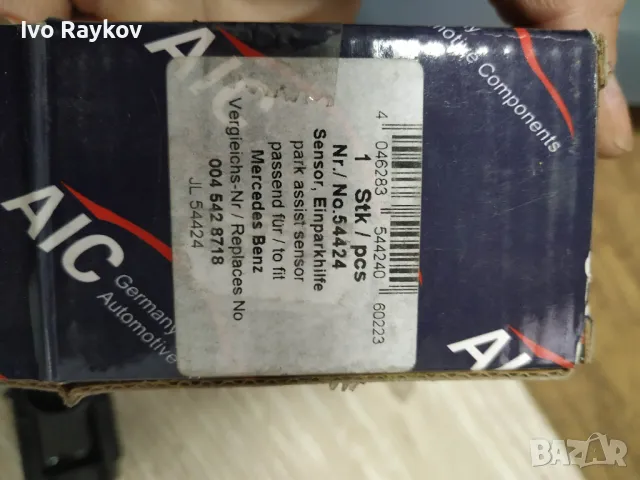 Ivo Raykov
AIC
Automotive Components
1 Stk / pcs
4 046283 544240
60223
Nr./ No.54424
Sensor, Einparkhilfe
park assist sensor
passend für / to fit
Mercedes Benz
Vergleichs-Nr / Replaces No
004 542 8718
JL 54424
AIC
Germany
Automotive
AIC
BAZAR